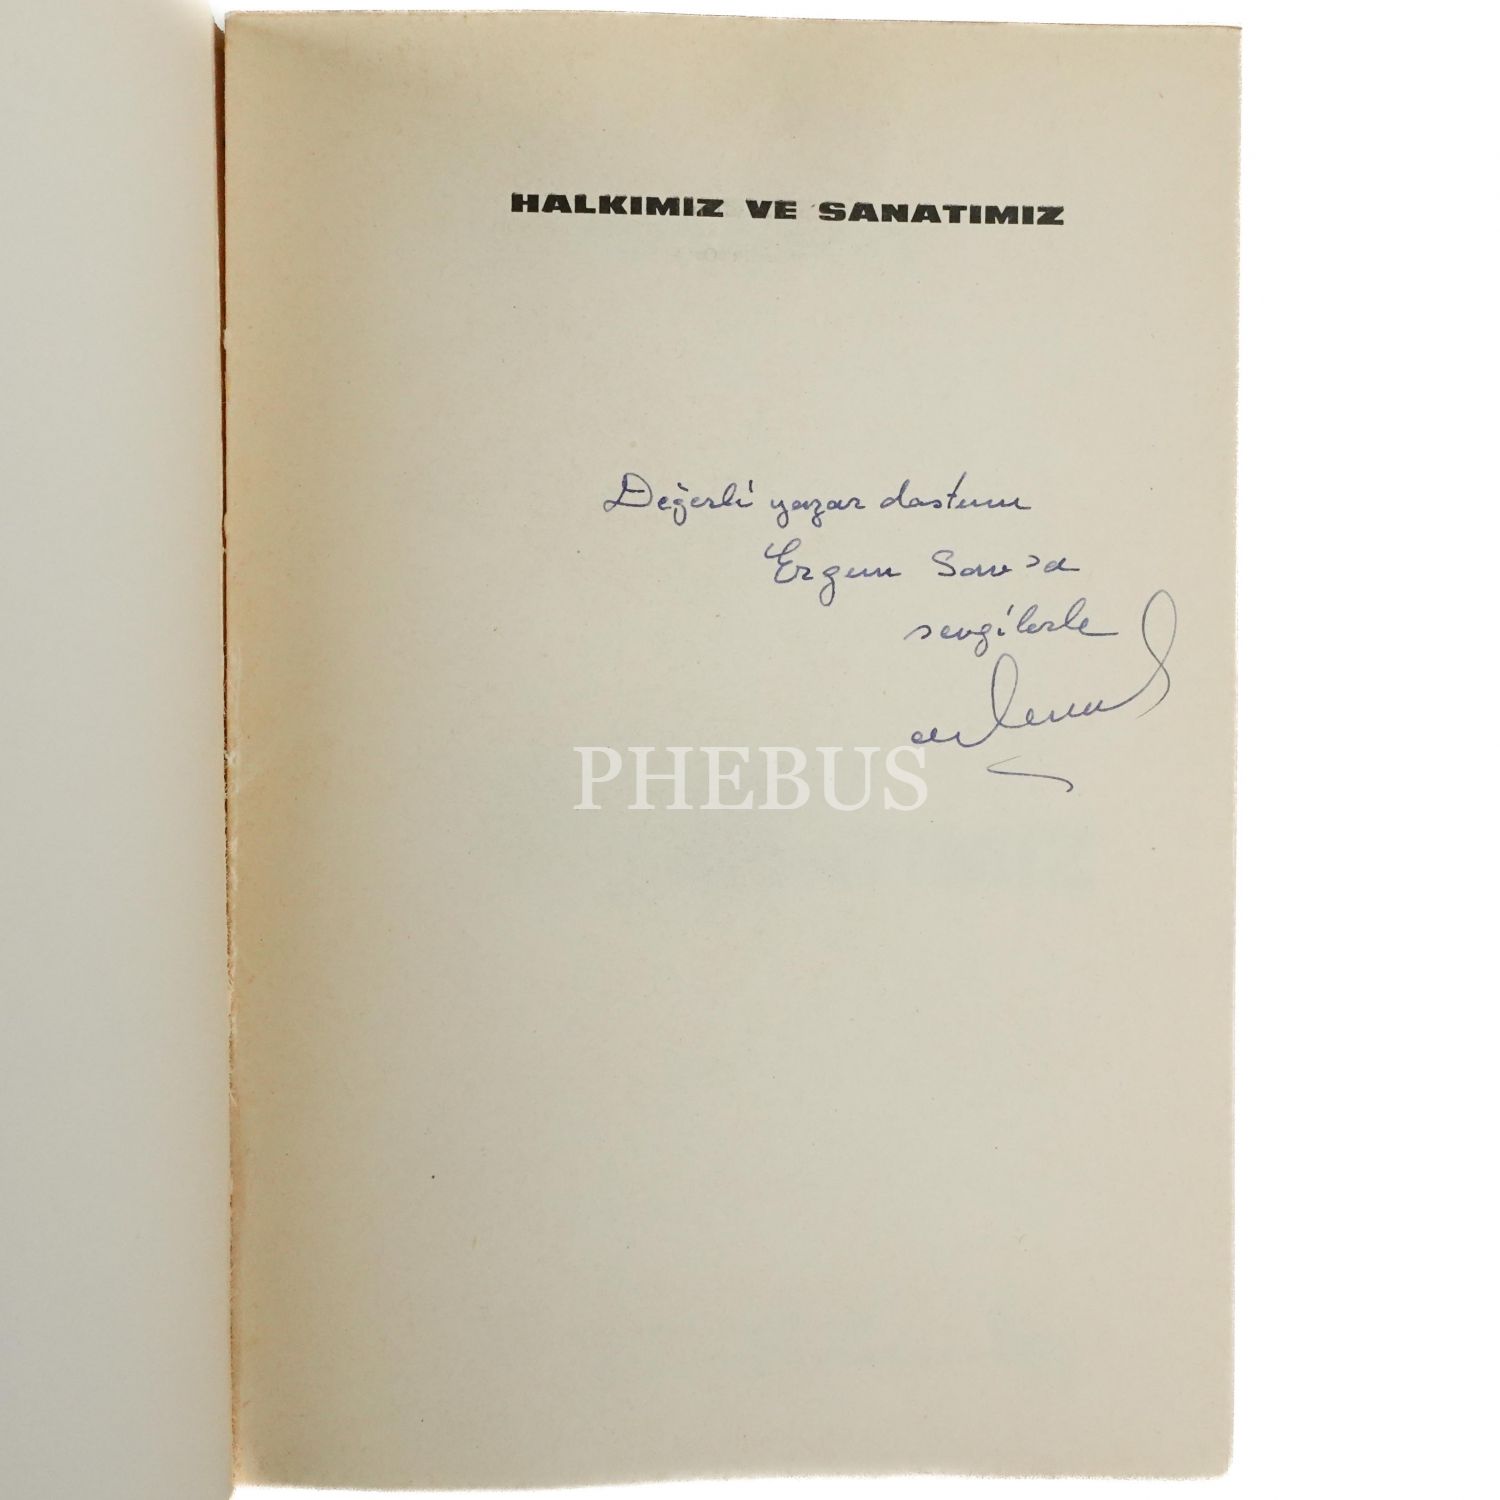 HALKIMIZ VE SANATIMIZ
Değerli yazar dostum
Ergun Sav'a
sevgilerle
PHEBUS